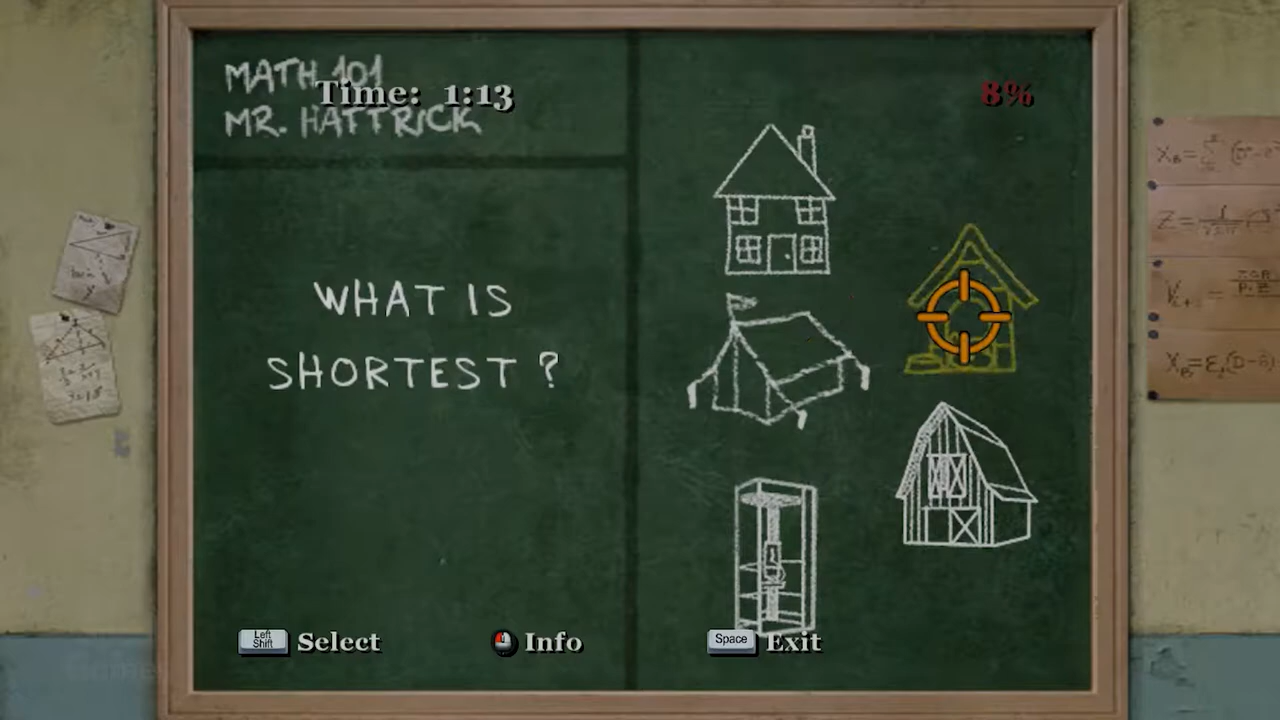 MATH 101
MR. HATTRICK
Time: 1:13
8%
WHAT IS
SHORTEST ?
Left Shift Select
Info
Space Exit